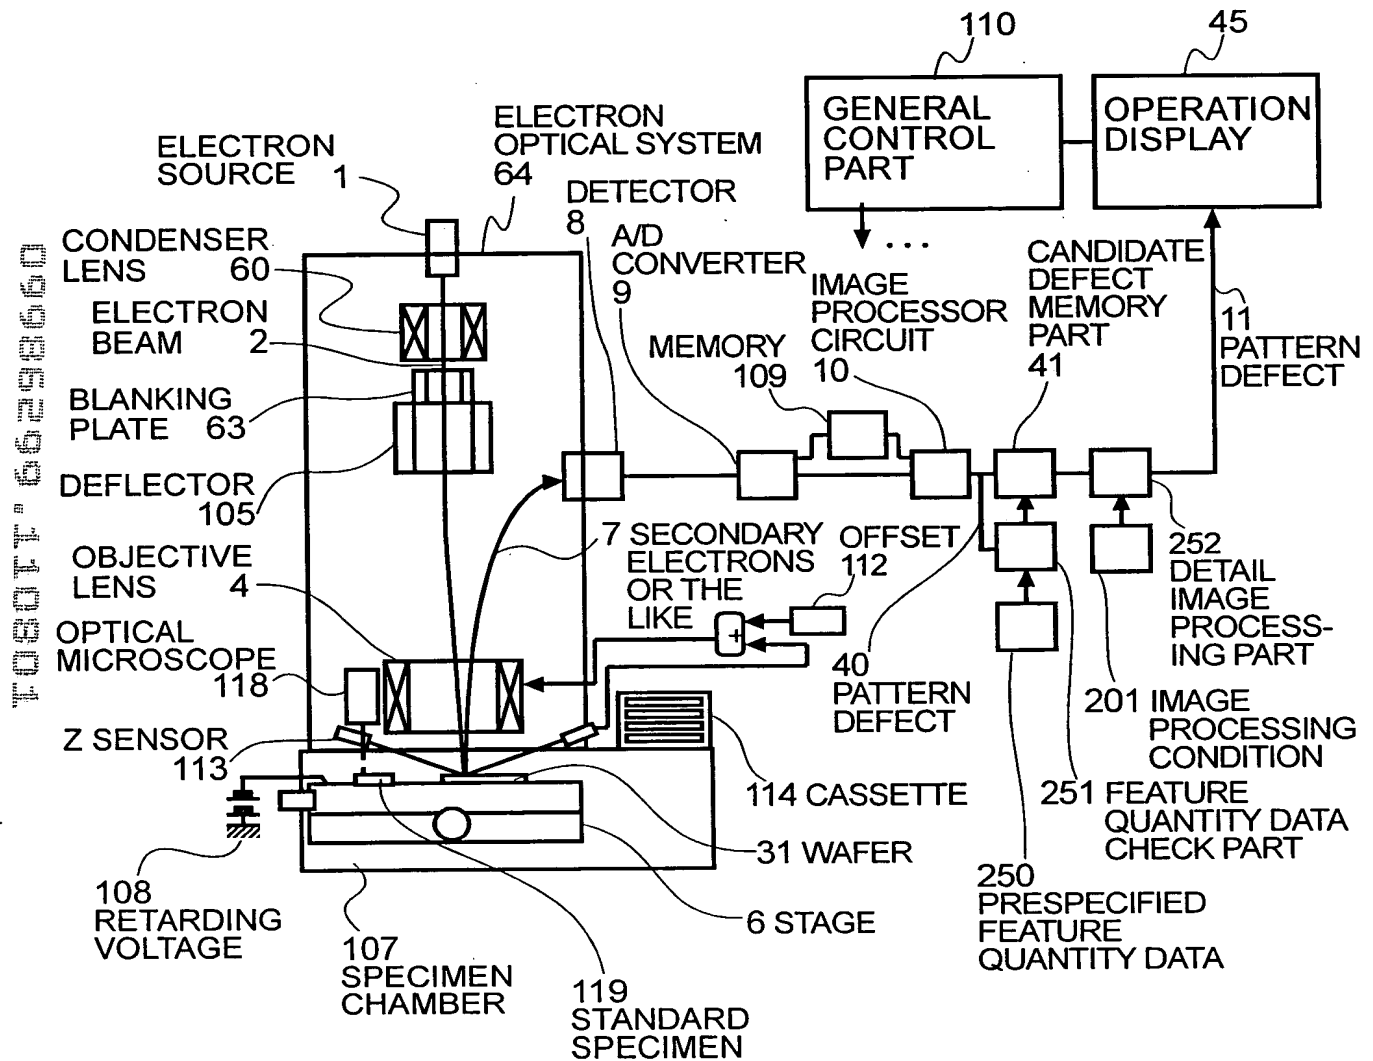 110
45
GENERAL
CONTROL
PART
OPERATION
DISPLAY
ELECTRON
OPTICAL SYSTEM
64
ELECTRON
SOURCE 1
DETECTOR
8
A/D
CONVERTER
9
CONDENSER
LENS 60
ELECTRON
BEAM 2
BLANKING
PLATE 63
DEFLECTOR
105
OBJECTIVE
LENS 4
OPTICAL
MICROSCOPE
118
Z SENSOR
113
108
RETARDING
VOLTAGE
107
SPECIMEN
CHAMBER
119
STANDARD
SPECIMEN
6 STAGE
31 WAFER
114 CASSETTE
7 SECONDARY
ELECTRONS
OR THE
LIKE
OFFSET
112
+
MEMORY
109
...
IMAGE
PROCESSOR
CIRCUIT
10
CANDIDATE
DEFECT
MEMORY
PART
41
11
PATTERN
DEFECT
40
PATTERN
DEFECT
252
DETAIL
IMAGE
PROCESS-
ING PART
201 IMAGE
PROCESSING
CONDITION
251 FEATURE
QUANTITY DATA
CHECK PART
250
PRESPECIFIED
FEATURE
QUANTITY DATA